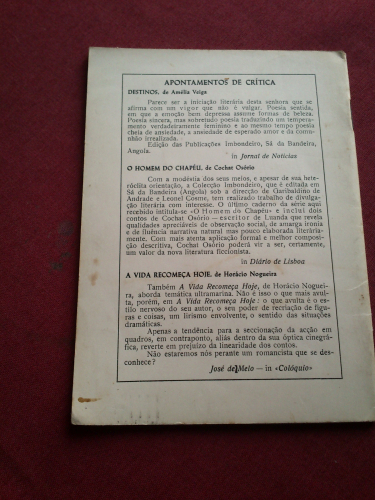 APONTAMENTOS DE CRÍTICA
DESTINOS, de Amélia Veiga
Parece ser a iniciação literária desta senhora que se
afirma com um vigor que não é vulgar. Poesia sentida,
em que a emoção bem depressa assome formas de beleza.
Poesia sincera, mas sobretudo poesia traduzindo um tempera-
mento verdadeiramente feminino e ao mesmo tempo poesia
cheia de ansiedade, a ansiedade de esperado amor e da comu-
nhão irrealizada.
Edição das Publicações Imbondeiro, Sá da Bandeira,
Angola.
in Jornal de Notícias
O HOMEM DO CHAPÉU, de Cochat Osório
Com a modéstia dos seus meios, e apesar de sua he-
teróclita orientação, a Colecção Imbondeiro, que é editada em
Sá da Bandeira (Angola) sob a direcção de Garibaldino de
Andrade e Leonel Cosme, tem realizado trabalho de divulga-
ção literária com interesse. O último caderno da série aqui
recebido intitula-se «O Homem do Chapéu» e inclui dois
contos de Cochat Osório — escritor de Luanda que revela
qualidades apreciáveis de observação social, de amarga ironia
e de fluência narrativa natural mas pouco elaborada literária-
mente. Com mais atenta aplicação formal e melhor compo-
sição descritiva, Cochat Osório poderá vir a ser, certamente,
um valor da nova literatura ficcionista.
in Diário de Lisboa
A VIDA RECOMEÇA HOJE, de Horácio Nogueira
Também A Vida Recomeça Hoje, de Horácio Noguei-
ra, aborda temática ultramarina. Não é isso o que mais avul-
ta, porém, em A Vida Recomeça Hoje: o que avulta é o es-
tilo nervoso do seu autor, o seu poder de recriação de figu-
ras e coisas, um lirismo envolvente, o sentido das situações
dramáticas.
Apenas a tendência para a seccionação da acção em
quadros, em contraponto, aliás dentro da sua óptica cinegrá-
fica, reverte em prejuízo da linearidade dos contos.
Não estaremos nós perante um romancista que se des-
conhece?
José de Melo — in «Colóquio»